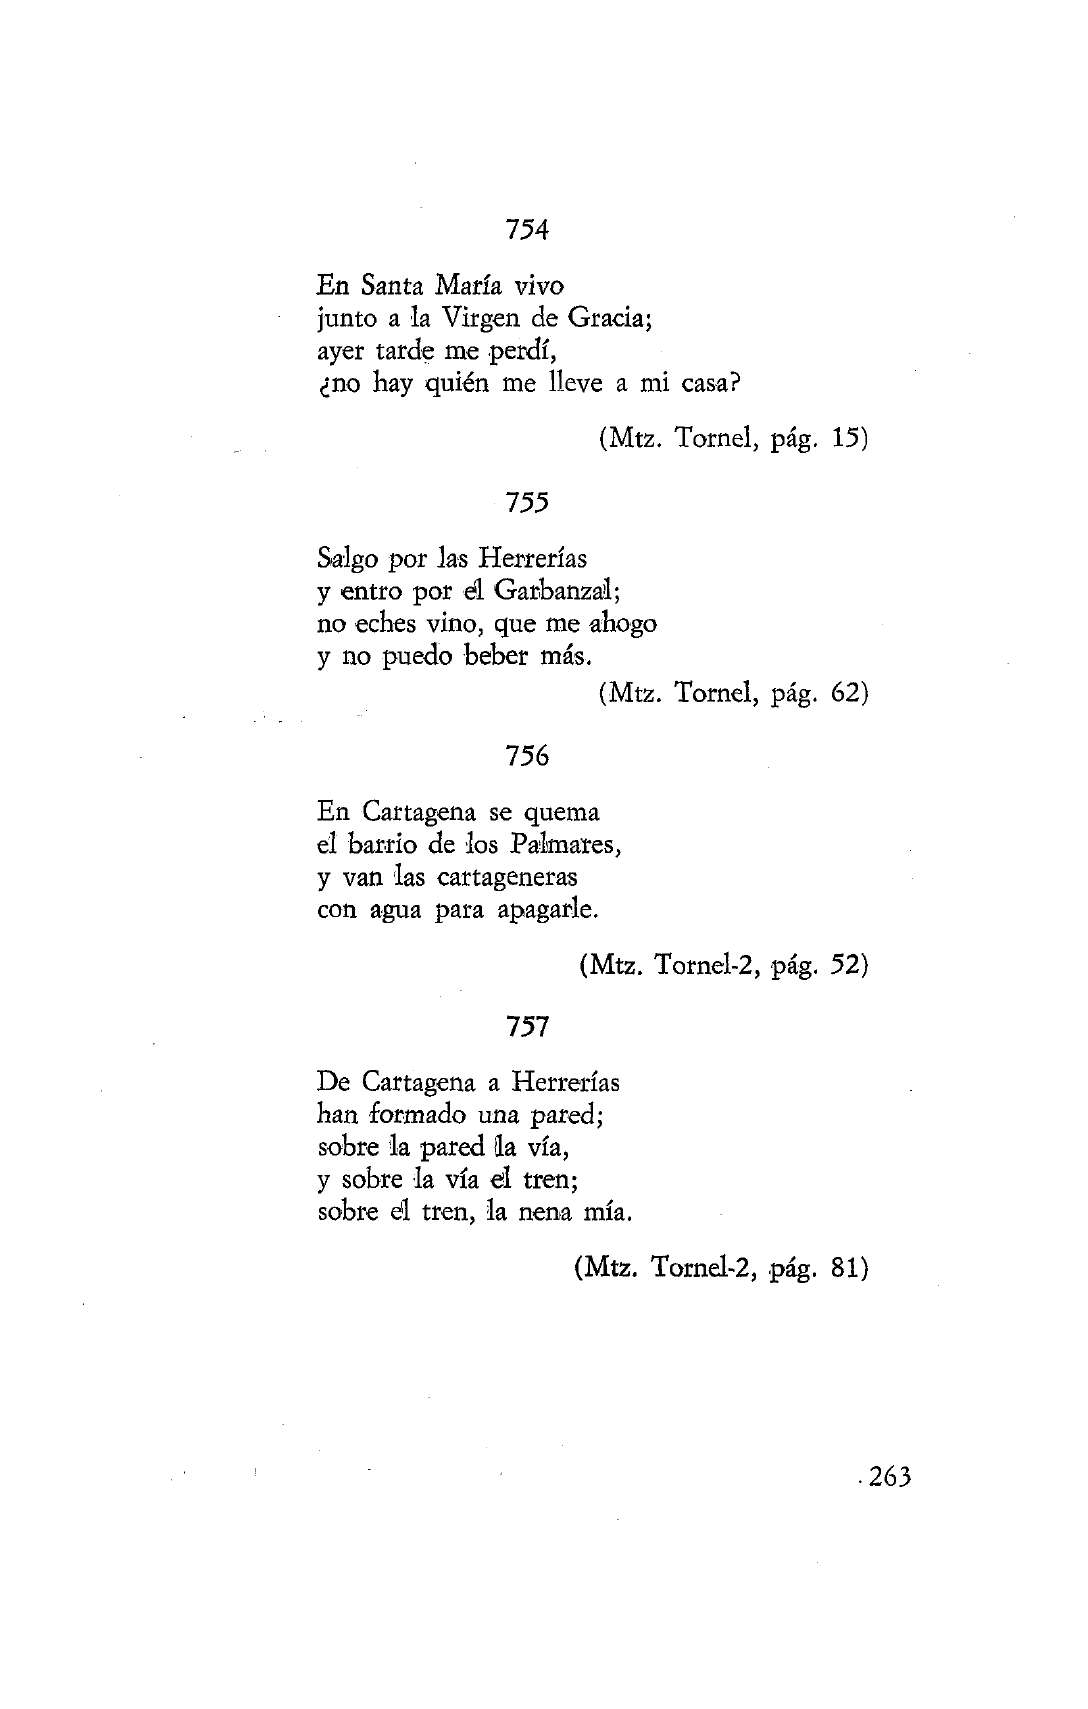 754
En Santa María vivo
junto a la Virgen de Gracia;
ayer tarde me perdí,
¿no hay quién me lleve a mi casa?
(Mtz. Tornel, pág. 15)
755
Salgo por las Herrerías
y entro por el Garbanzal;
no eches vino, que me ahogo
y no puedo beber más.
(Mtz. Tornel, pág. 62)
756
En Cartagena se quema
el barrio de los Palmares,
y van las cartageneras
con agua para apagarle.
(Mtz. Tornel-2, pág. 52)
757
De Cartagena a Herrerías
han formado una pared;
sobre la pared la vía,
y sobre la vía el tren;
sobre el tren, la nena mía.
(Mtz. Tornel-2, pág. 81)
263